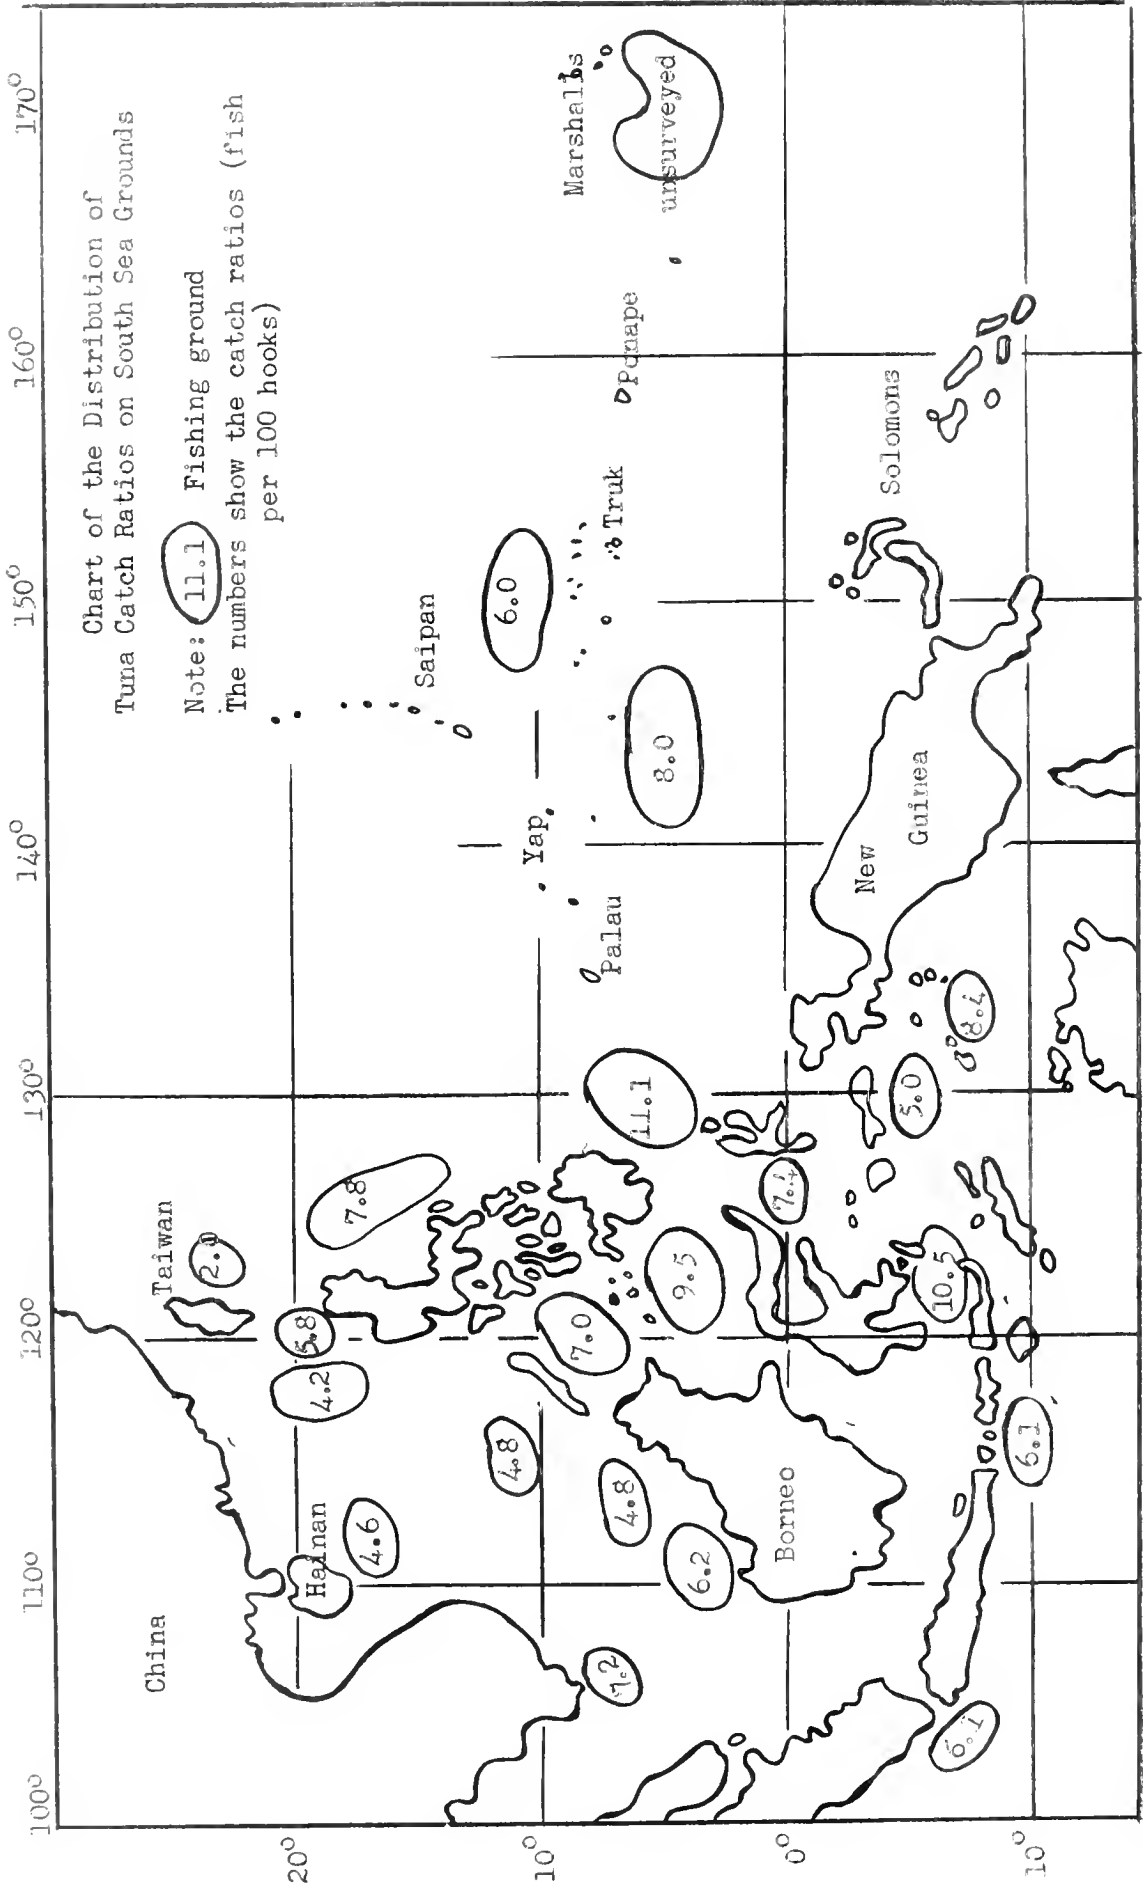 Chart of the Distribution of
Tuna Catch Ratios on South Sea Grounds
Note: 11.1 Fishing ground
The numbers show the catch ratios (fish
per 100 hooks)
100° 110° 120° 130° 140° 150° 160° 170°
20°
10°
0°
10°
China
Taiwan
2.0
Hainan
5.8
4.2
4.6
7.8
Saipan
4.8
7.0
4.8
6.2
9.5
11.1
Yap
Palau
6.0
8.0
Truk
Ponape
Marshalls
unsurveyed
Borneo
7.4
10.5
5.0
8.4
New
Guinea
Solomons
6.1